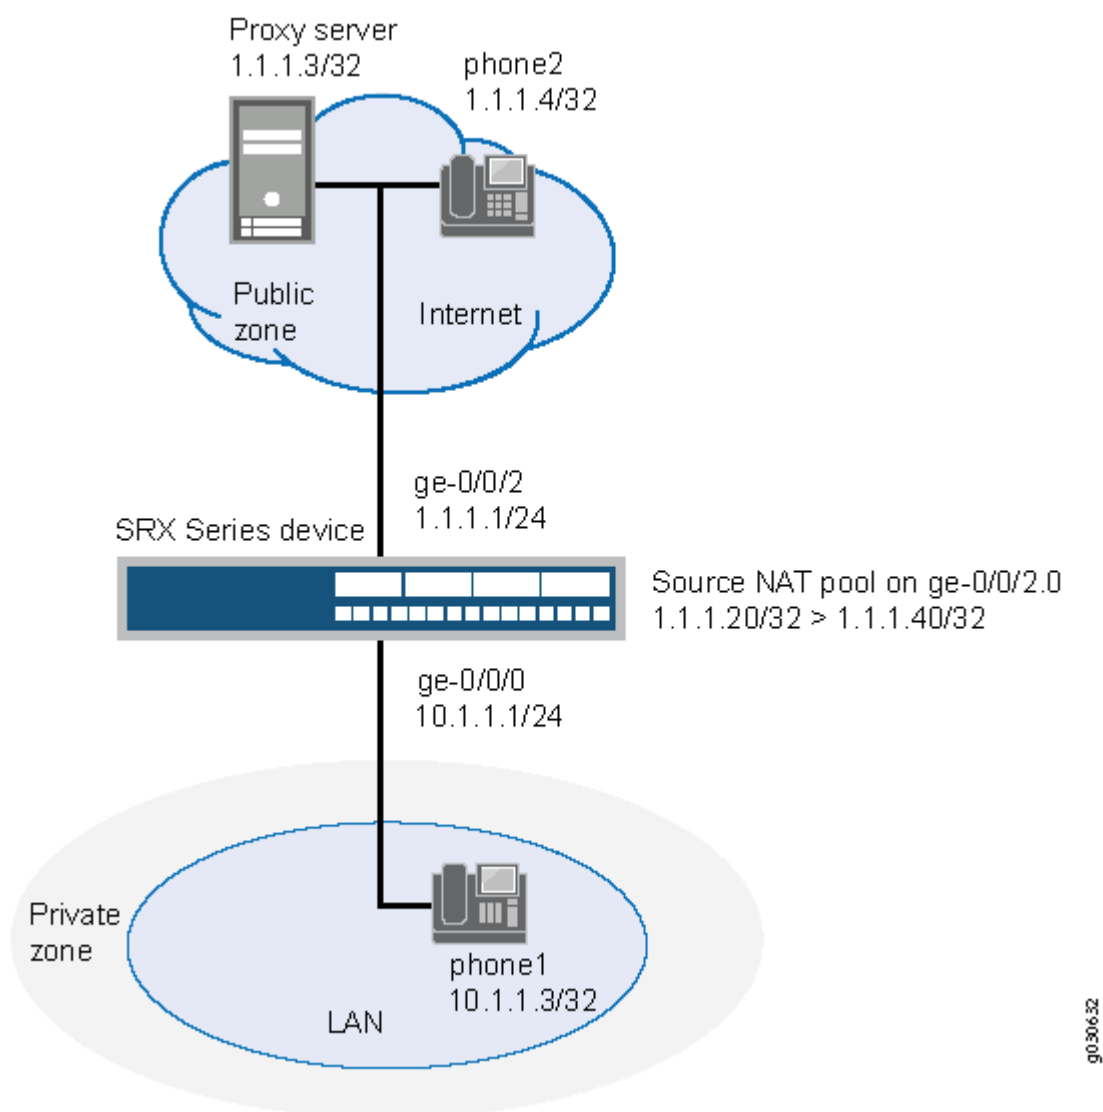 Proxy server
1.1.1.3/32
phone2
1.1.1.4/32
Public
zone
Internet
ge-0/0/2
1.1.1.1/24
SRX Series device
Source NAT pool on ge-0/0/2.0
1.1.1.20/32 > 1.1.1.40/32
ge-0/0/0
10.1.1.1/24
Private
zone
phone1
10.1.1.3/32
LAN
g030632